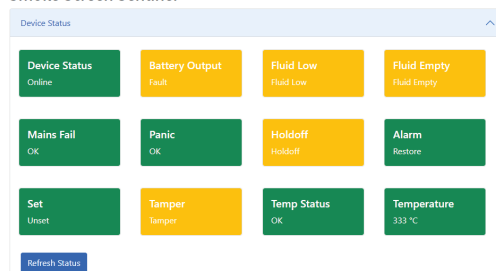 Device Status
Device Status
Online
Battery Output
Fault
Fluid Low
Fluid Low
Fluid Empty
Fluid Empty
Mains Fail
OK
Panic
OK
Holdoff
Holdoff
Alarm
Restore
Set
Unset
Tamper
Tamper
Temp Status
OK
Temperature
333 °C
Refresh Status